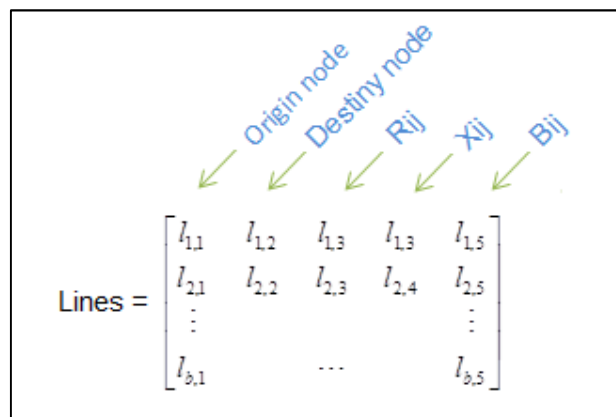 Origin node
Destiny node
Rij
Xij
Bij
l1,1 l1,2 l1,3 l1,3 l1,5
Lines =
l2,1 l2,2 l2,3 l2,4 l2,5
⋮ ⋮
lb,1 ⋯ lb,5